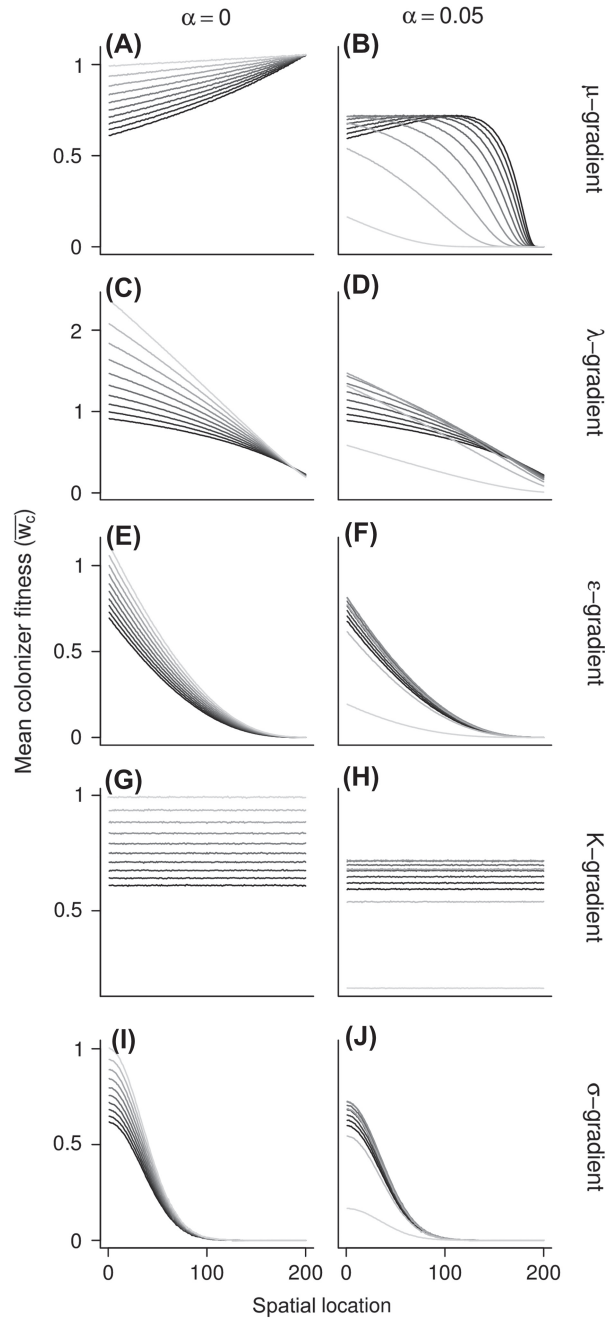 α = 0
α = 0.05
(A)
(B)
1
0.5
0
μ−gradient
(C)
(D)
2
1
0
λ−gradient
(E)
(F)
1
0.5
0
ε−gradient
(G)
(H)
1
0.5
K−gradient
(I)
(J)
1
0.5
0
σ−gradient
0 100 200
0 100 200
Mean colonizer fitness (w̅c)
Spatial location